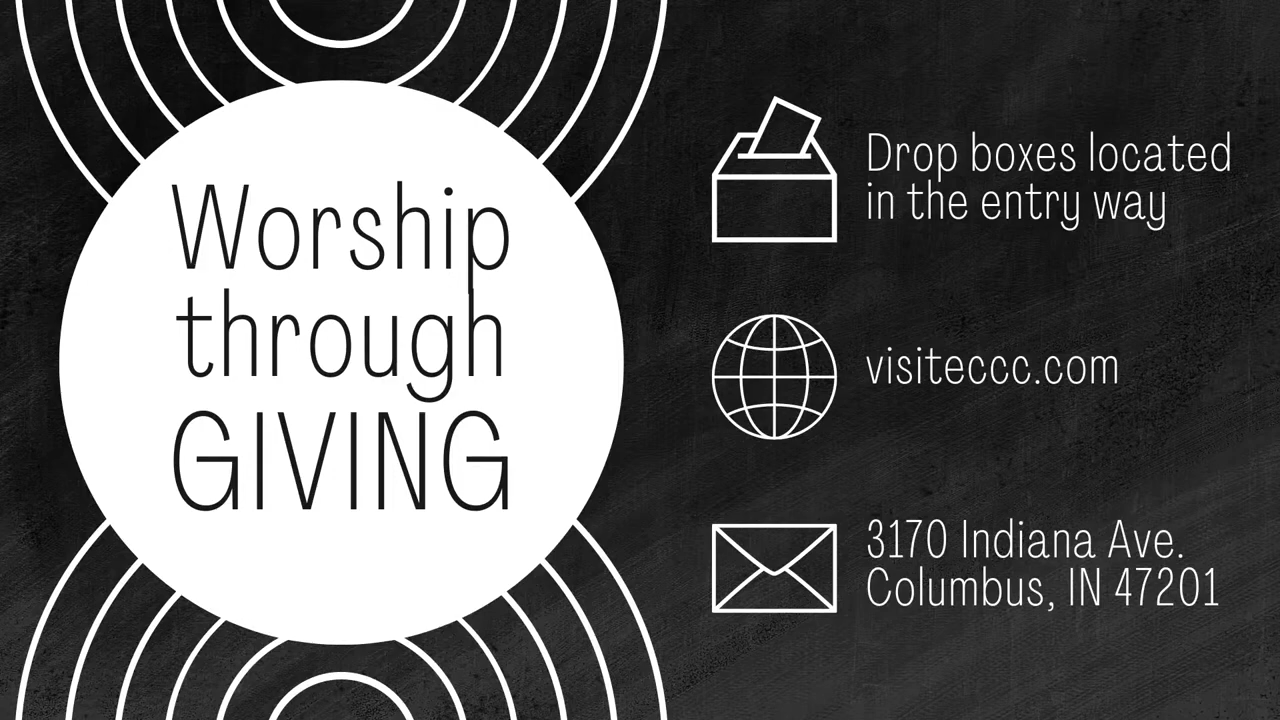 Worship
through
GIVING
Drop boxes located
in the entry way
visiteccc.com
3170 Indiana Ave.
Columbus, IN 47201